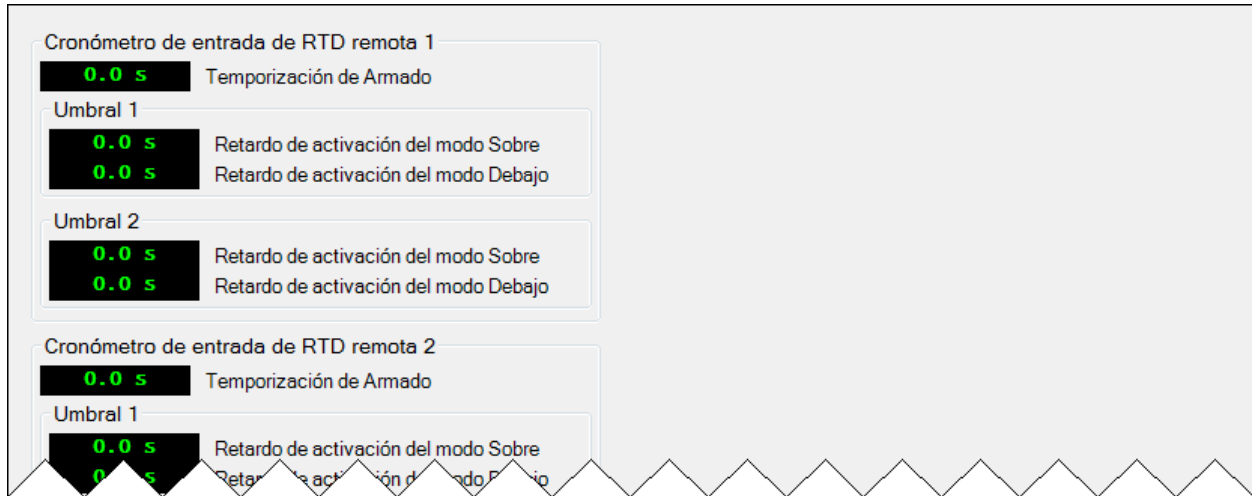 Cronómetro de entrada de RTD remota 1
0.0 s Temporización de Armado
Umbral 1
0.0 s Retardo de activación del modo Sobre
0.0 s Retardo de activación del modo Debajo
Umbral 2
0.0 s Retardo de activación del modo Sobre
0.0 s Retardo de activación del modo Debajo
Cronómetro de entrada de RTD remota 2
0.0 s Temporización de Armado
Umbral 1
0.0 s Retardo de activación del modo Sobre